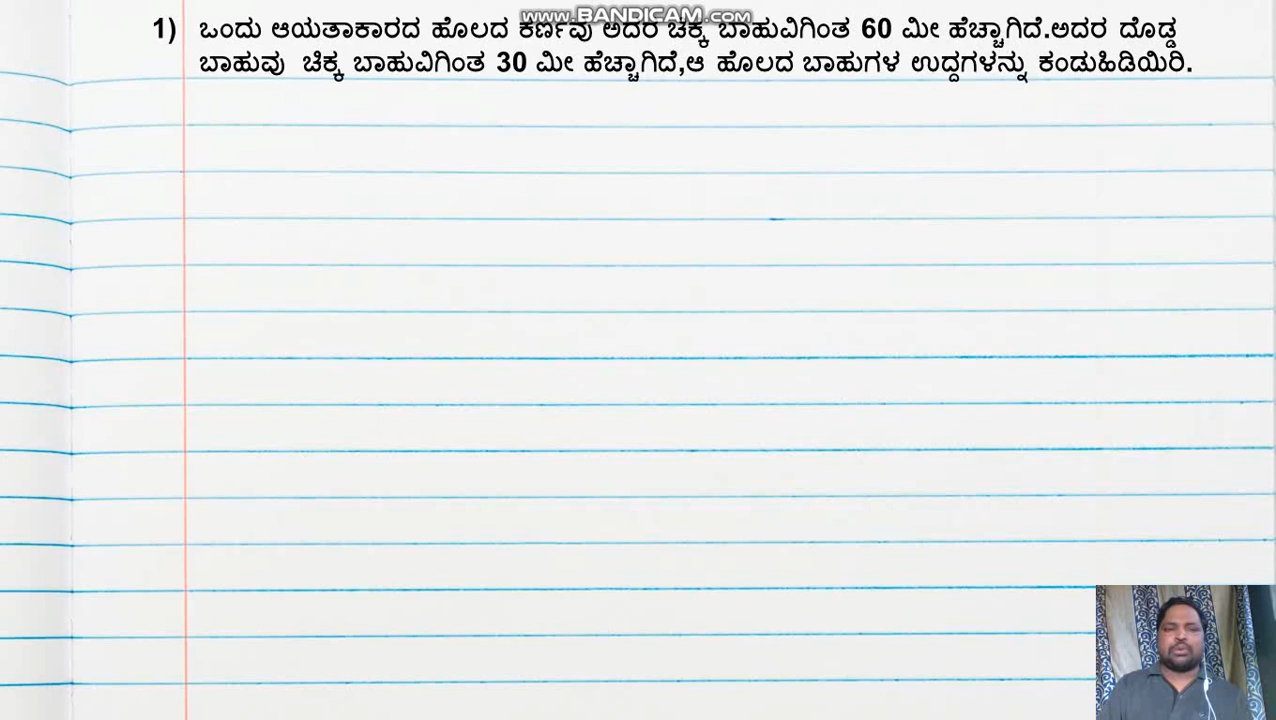 www.BANDICAM.com
1) ಒಂದು ಆಯತಾಕಾರದ ಹೊಲದ ಕರ್ಣವು ಅದರ ಚಿಕ್ಕ ಬಾಹುವಿಗಿಂತ 60 ಮೀ ಹೆಚ್ಚಾಗಿದೆ.ಅದರ ದೊಡ್ಡ
ಬಾಹುವು ಚಿಕ್ಕ ಬಾಹುವಿಗಿಂತ 30 ಮೀ ಹೆಚ್ಚಾಗಿದೆ,ಆ ಹೊಲದ ಬಾಹುಗಳ ಉದ್ದಗಳನ್ನು ಕಂಡುಹಿಡಿಯಿರಿ.